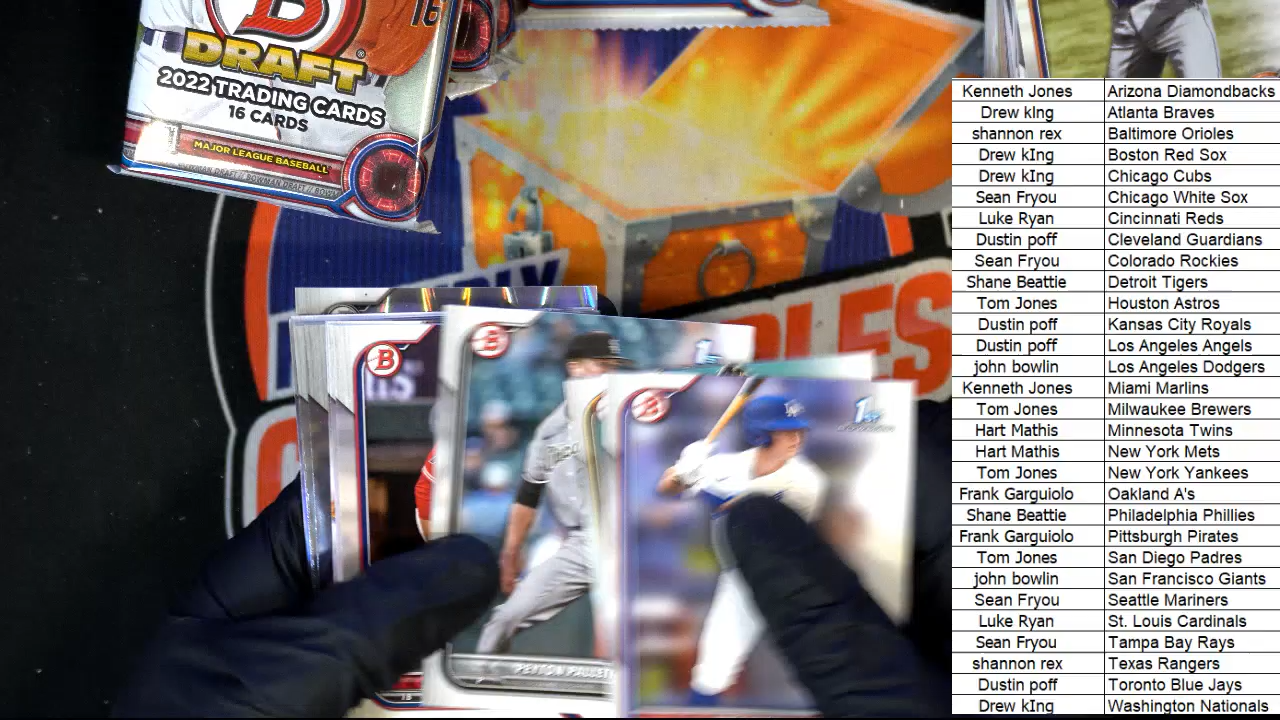 16
B
DRAFT
2022 TRADING CARDS
16 CARDS
MAJOR LEAGUE BASEBALL
B
B
1st
B
1st
PEYTON PALLETTE
Kenneth Jones Arizona Diamondbacks
Drew kIng Atlanta Braves
shannon rex Baltimore Orioles
Drew kIng Boston Red Sox
Drew kIng Chicago Cubs
Sean Fryou Chicago White Sox
Luke Ryan Cincinnati Reds
Dustin poff Cleveland Guardians
Sean Fryou Colorado Rockies
Shane Beattie Detroit Tigers
Tom Jones Houston Astros
Dustin poff Kansas City Royals
Dustin poff Los Angeles Angels
john bowlin Los Angeles Dodgers
Kenneth Jones Miami Marlins
Tom Jones Milwaukee Brewers
Hart Mathis Minnesota Twins
Hart Mathis New York Mets
Tom Jones New York Yankees
Frank Garguiolo Oakland A's
Shane Beattie Philadelphia Phillies
Frank Garguiolo Pittsburgh Pirates
Tom Jones San Diego Padres
john bowlin San Francisco Giants
Sean Fryou Seattle Mariners
Luke Ryan St. Louis Cardinals
Sean Fryou Tampa Bay Rays
shannon rex Texas Rangers
Dustin poff Toronto Blue Jays
Drew kIng Washington Nationals